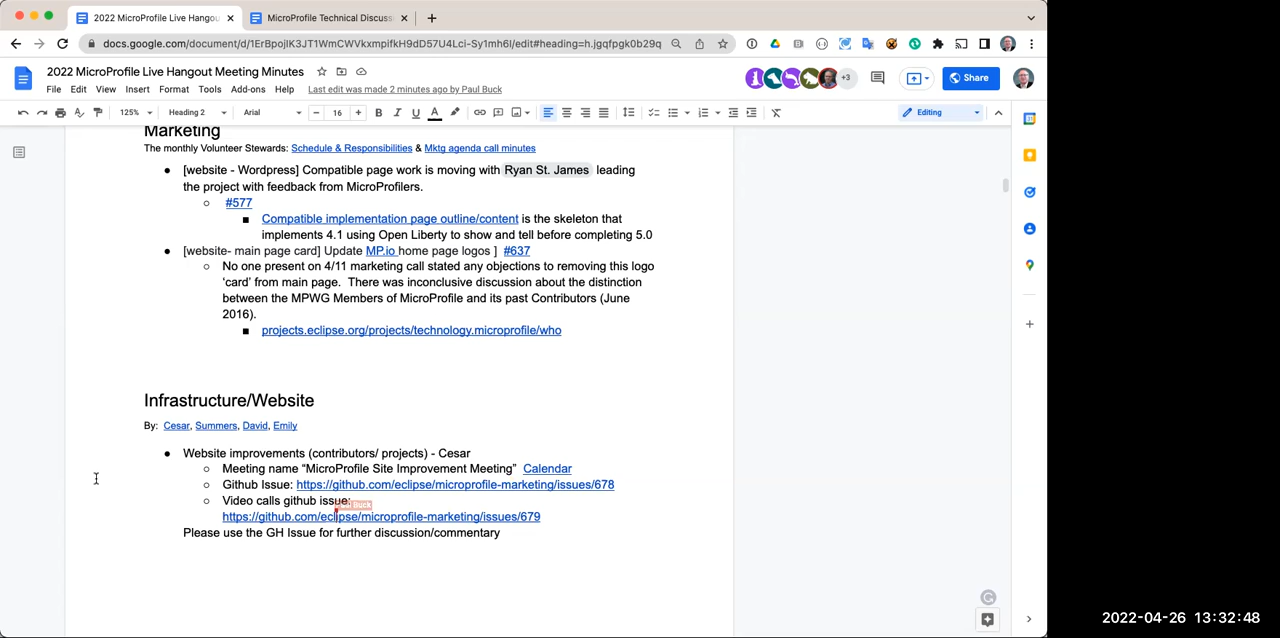 2022 MicroProfile Live Hangou
MicroProfile Technical Discuss
docs.google.com/document/d/1ErBpojlK3JT1WmCWVkxmpifkH9dD57U4Lci-Sy1mh6I/edit#heading=h.jgqfpgk0b29q
2022 MicroProfile Live Hangout Meeting Minutes
+3
Share
File Edit View Insert Format Tools Add-ons Help Last edit was made 2 minutes ago by Paul Buck
125% Heading 2 Arial 16 B I U A Editing
Marketing
The monthly Volunteer Stewards: Schedule & Responsibilities & Mktg agenda call minutes
● [website - Wordpress] Compatible page work is moving with Ryan St. James leading
the project with feedback from MicroProfilers.
○ #577
■ Compatible implementation page outline/content is the skeleton that
implements 4.1 using Open Liberty to show and tell before completing 5.0
● [website- main page card] Update MP.io home page logos ] #637
○ No one present on 4/11 marketing call stated any objections to removing this logo
‘card’ from main page. There was inconclusive discussion about the distinction
between the MPWG Members of MicroProfile and its past Contributors (June
2016).
■ projects.eclipse.org/projects/technology.microprofile/who
Infrastructure/Website
By: Cesar, Summers, David, Emily
● Website improvements (contributors/ projects) - Cesar
○ Meeting name “MicroProfile Site Improvement Meeting” Calendar
○ Github Issue: https://github.com/eclipse/microprofile-marketing/issues/678
○ Video calls github issue:
https://github.com/eclipse/microprofile-marketing/issues/679
Please use the GH Issue for further discussion/commentary
2022-04-26 13:32:48